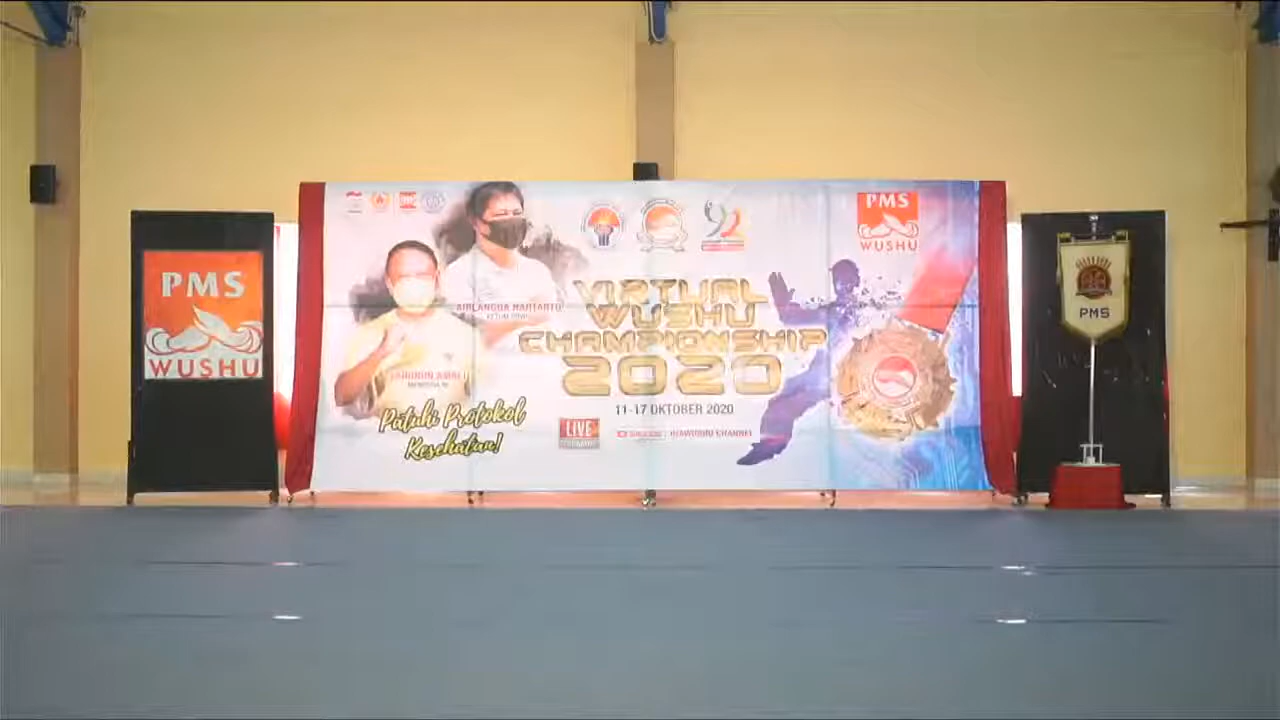 PMS
WUSHU
AIRLANGGA HARTARTO
VIRTUAL
WUSHU
CHAMPIONSHIP
2020
11-17 OKTOBER 2020
LIVE
Patuhi Protokol
Kesehatan!
PMS
WUSHU
PMS